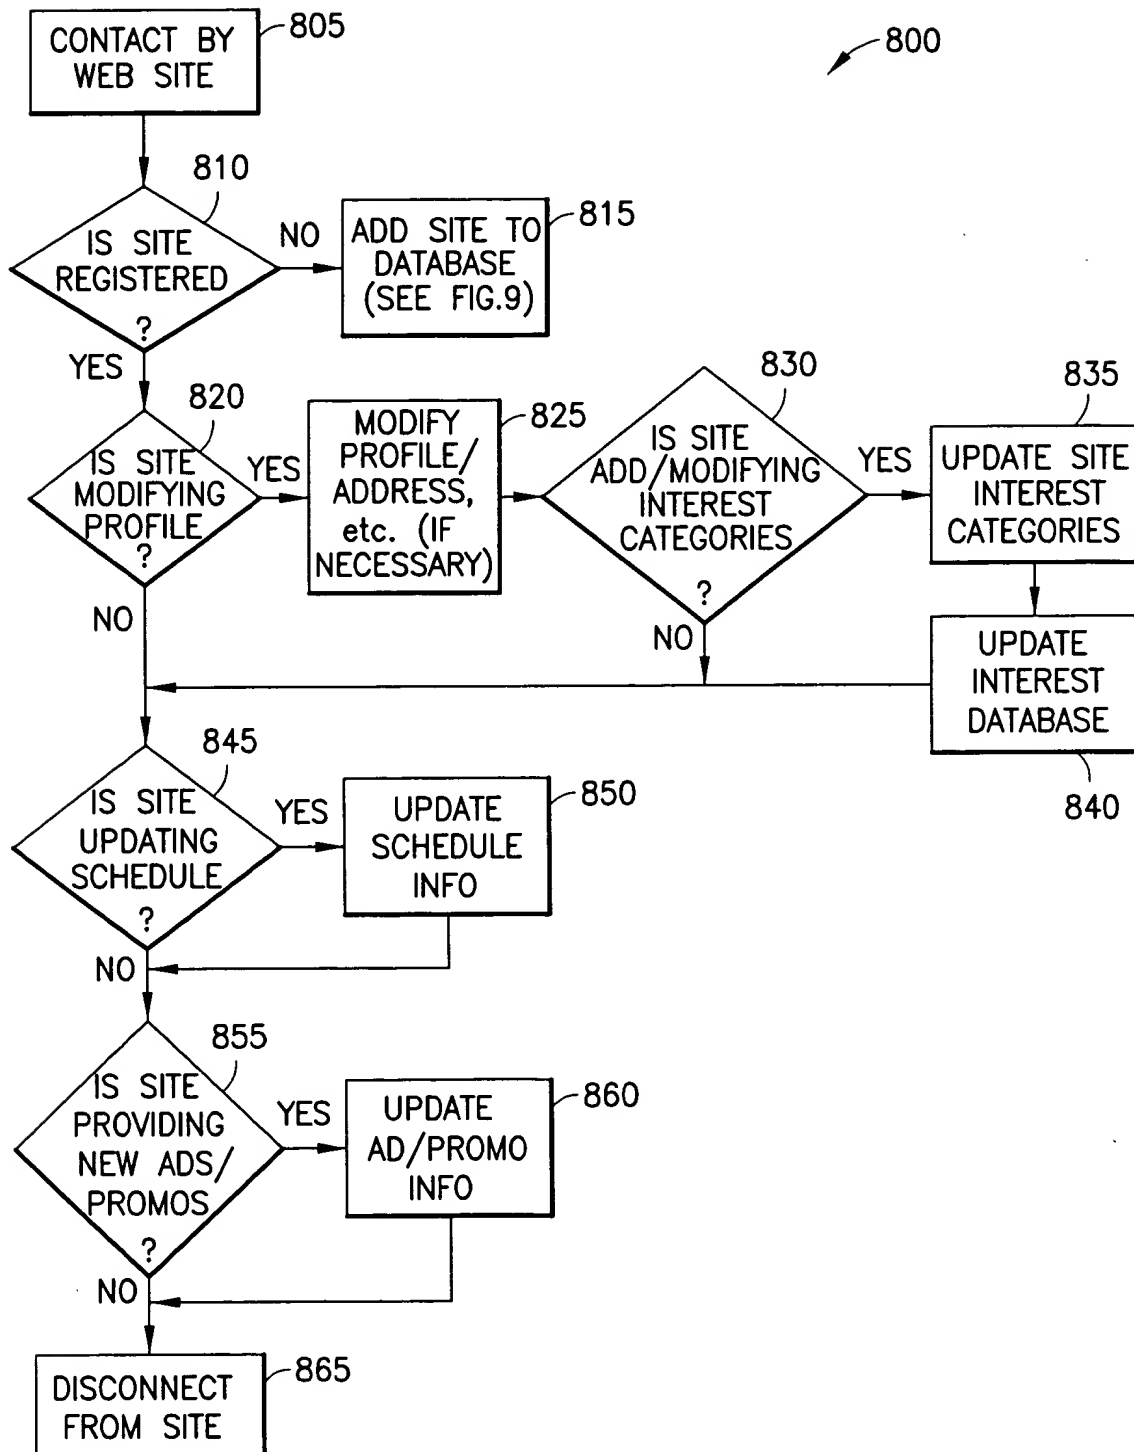 CONTACT BY
WEB SITE
805
800
810
IS SITE
REGISTERED
?
NO
YES
ADD SITE TO
DATABASE
(SEE FIG.9)
815
820
IS SITE
MODIFYING
PROFILE
?
YES
NO
MODIFY
PROFILE/
ADDRESS,
etc. (IF
NECESSARY)
825
830
IS SITE
ADD/MODIFYING
INTEREST
CATEGORIES
?
YES
NO
835
UPDATE SITE
INTEREST
CATEGORIES
UPDATE
INTEREST
DATABASE
840
845
IS SITE
UPDATING
SCHEDULE
?
YES
NO
UPDATE
SCHEDULE
INFO
850
855
IS SITE
PROVIDING
NEW ADS/
PROMOS
?
YES
NO
UPDATE
AD/PROMO
INFO
860
DISCONNECT
FROM SITE
865